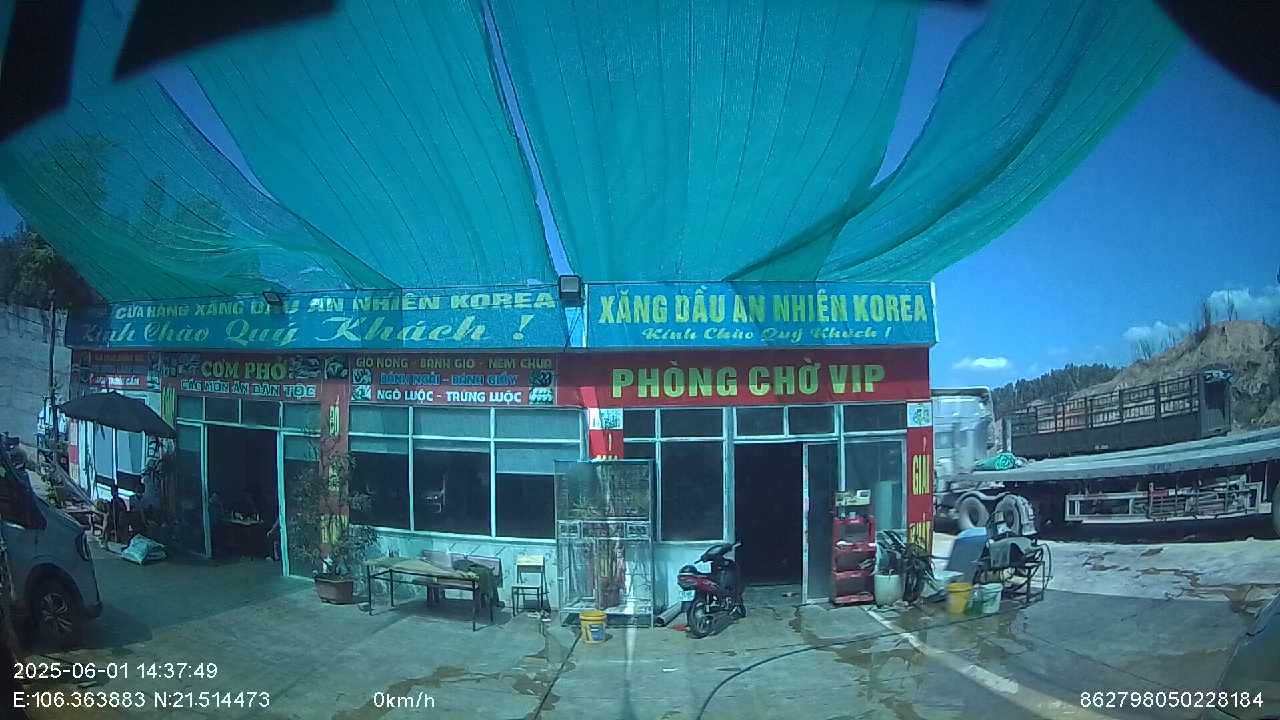 CỬA HÀNG XĂNG DẦU AN NHIÊN KOREA
Kính Chào Quý Khách !
XĂNG DẦU AN NHIÊN KOREA
Kính Chào Quý Khách !
CƠM PHỞ
CÁC MÓN ĂN DÂN TỘC
GIÒ NÓNG - BÁNH GIÒ - NEM CHUA
BÁNH NGẢI - BÁNH GIẦY
NGÔ LUỘC - TRỨNG LUỘC
PHÒNG CHỜ VIP
GIẢI
2025-06-01 14:37:49
E:106.363883 N:21.514473
0km/h
862798050228184